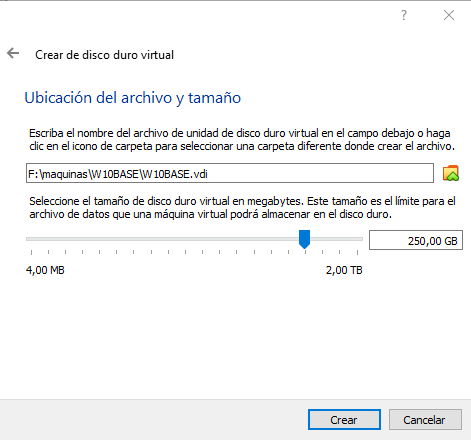 ?
Crear de disco duro virtual
Ubicación del archivo y tamaño
Escriba el nombre del archivo de unidad de disco duro virtual en el campo debajo o haga
clic en el icono de carpeta para seleccionar una carpeta diferente donde crear el archivo.
F:\maquinas\W10BASE\W10BASE.vdi
Seleccione el tamaño de disco duro virtual en megabytes. Este tamaño es el límite para el
archivo de datos que una máquina virtual podrá almacenar en el disco duro.
250,00 GB
4,00 MB 2,00 TB
Crear Cancelar